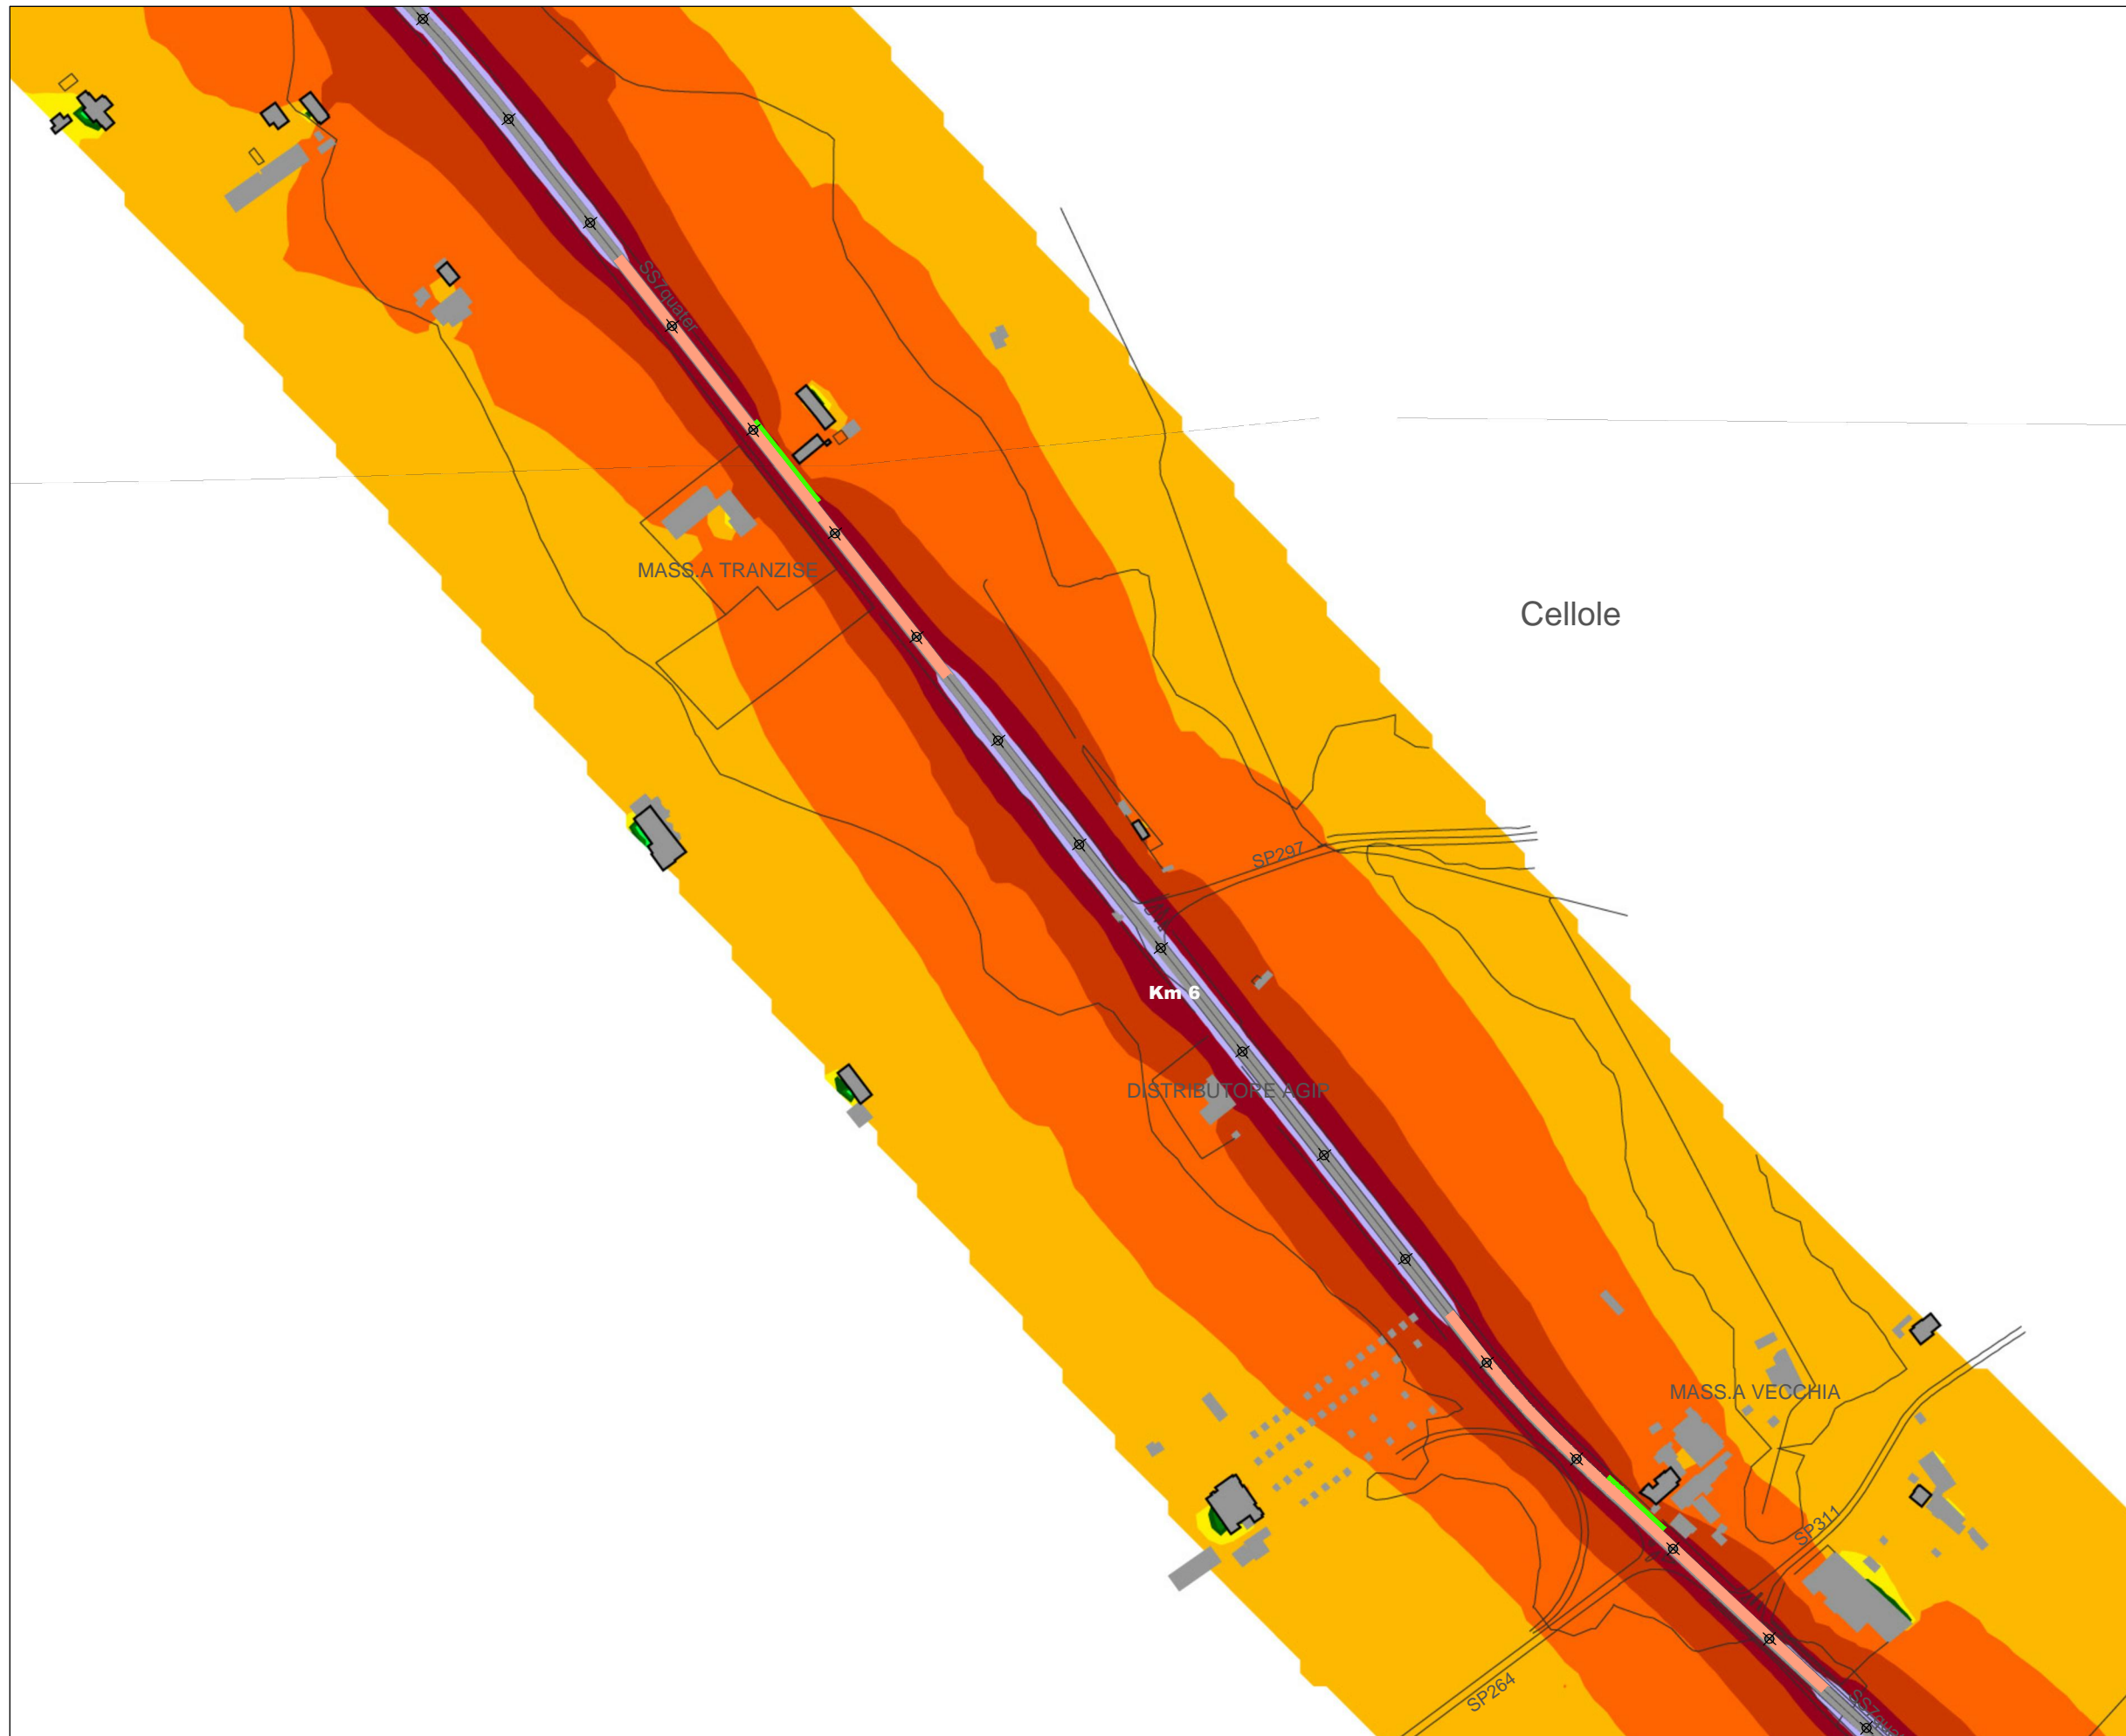 SS7quater
MASS.A TRANZISE
Cellole
SP297
Km 6
DISTRIBUTORE AGIP
MASS.A VECCHIA
SP311
SP264